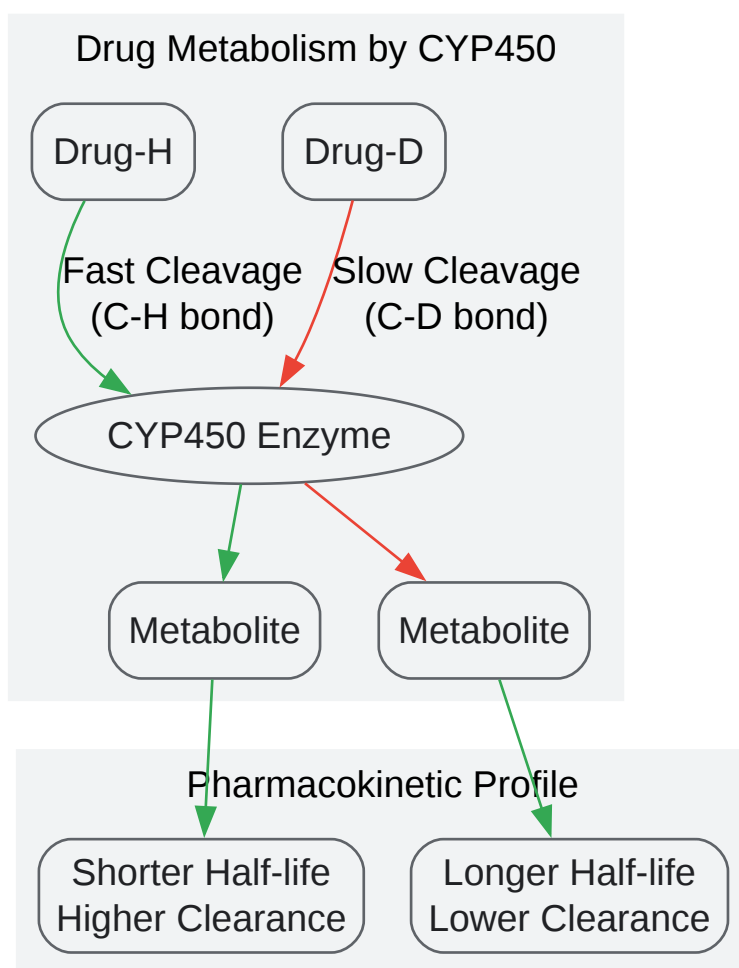 Drug Metabolism by CYP450
Drug-H
Drug-D
Fast Cleavage
(C-H bond)
Slow Cleavage
(C-D bond)
CYP450 Enzyme
Metabolite
Metabolite
Pharmacokinetic Profile
Shorter Half-life
Higher Clearance
Longer Half-life
Lower Clearance